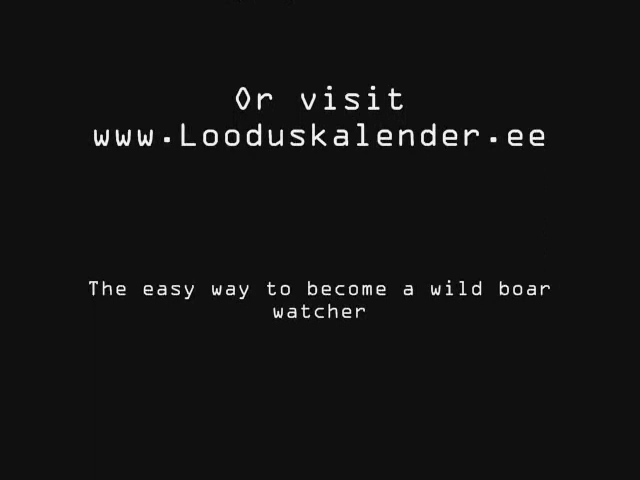 Or visit
www.Looduskalender.ee
The easy way to become a wild boar
watcher